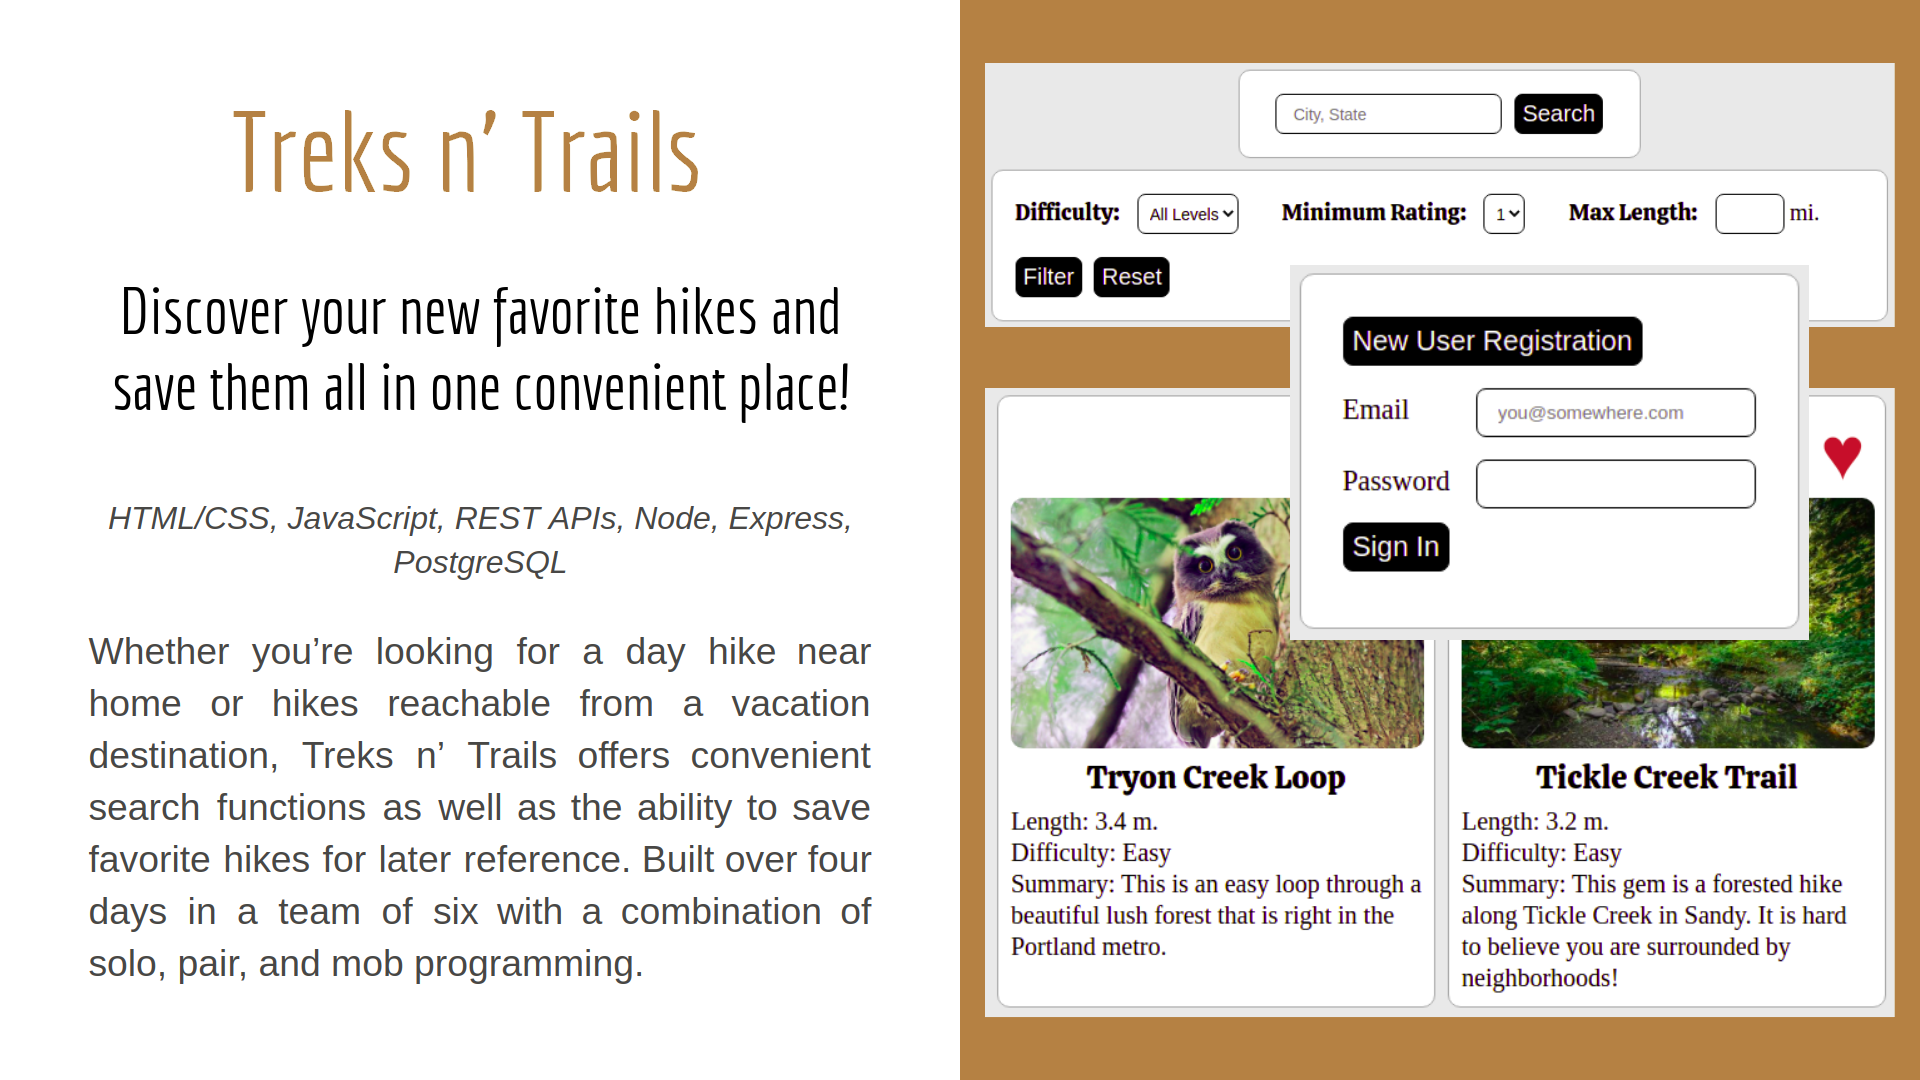 Treks n’ Trails
Discover your new favorite hikes and
save them all in one convenient place!
HTML/CSS, JavaScript, REST APIs, Node, Express,
PostgreSQL
Whether you’re looking for a day hike near
home or hikes reachable from a vacation
destination, Treks n’ Trails offers convenient
search functions as well as the ability to save
favorite hikes for later reference. Built over four
days in a team of six with a combination of
solo, pair, and mob programming.
City, State Search
Difficulty: All Levels Minimum Rating: 1 Max Length: mi.
Filter Reset
New User Registration
Email you@somewhere.com
Password
Sign In
Tryon Creek Loop
Length: 3.4 m.
Difficulty: Easy
Summary: This is an easy loop through a
beautiful lush forest that is right in the
Portland metro.
Tickle Creek Trail
Length: 3.2 m.
Difficulty: Easy
Summary: This gem is a forested hike
along Tickle Creek in Sandy. It is hard
to believe you are surrounded by
neighborhoods!